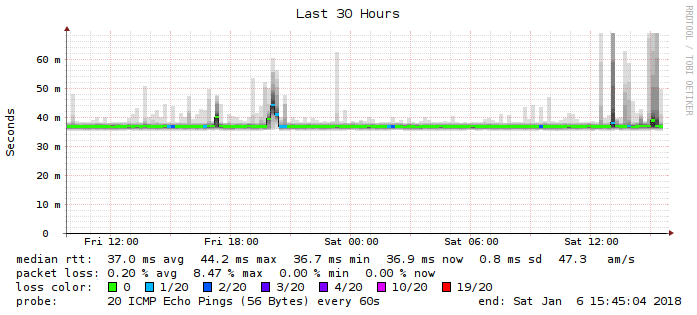 Last 30 Hours
RRDTOOL / TOBI OETIKER
Seconds
60 m
50 m
40 m
30 m
20 m
10 m
0
Fri 12:00 Fri 18:00 Sat 00:00 Sat 06:00 Sat 12:00
median rtt: 37.0 ms avg 44.2 ms max 36.7 ms min 36.9 ms now 0.8 ms sd 47.3 am/s
packet loss: 0.20 % avg 8.47 % max 0.00 % min 0.00 % now
loss color: 0 1/20 2/20 3/20 4/20 10/20 19/20
probe: 20 ICMP Echo Pings (56 Bytes) every 60s end: Sat Jan 6 15:45:04 2018